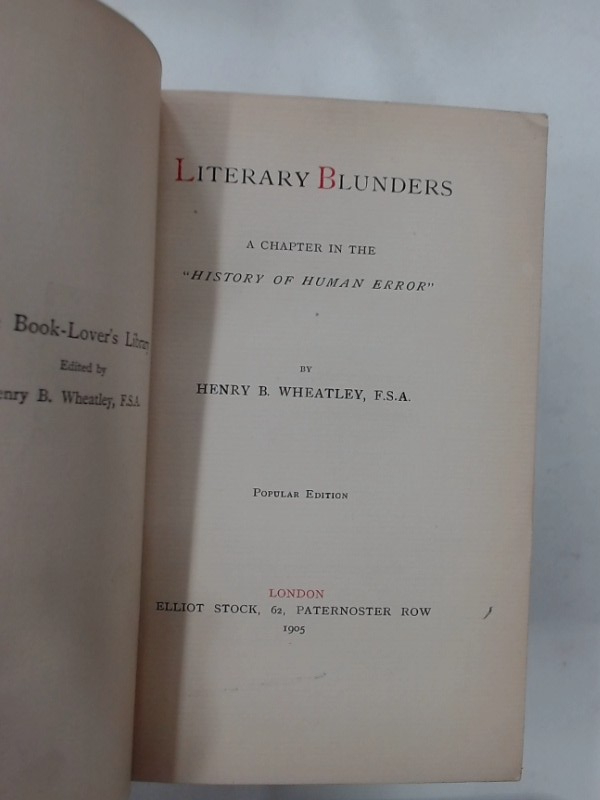 Book-Lover's Library
Edited by
enry B. Wheatley, F.S.A.
LITERARY BLUNDERS
A CHAPTER IN THE
"HISTORY OF HUMAN ERROR"
BY
HENRY B. WHEATLEY, F.S.A.
POPULAR EDITION
LONDON
ELLIOT STOCK, 62, PATERNOSTER ROW
1905